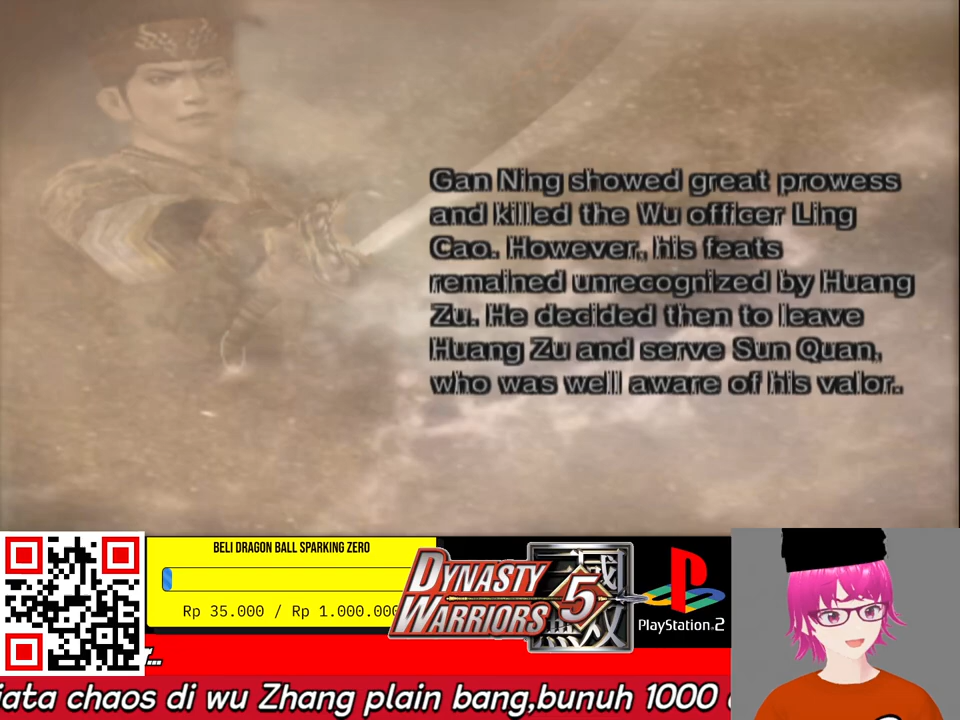 Gan Ning showed great prowess
and killed the Wu officer Ling
Cao. However, his feats
remained unrecognized by Huang
Zu. He decided then to leave
Huang Zu and serve Sun Quan,
who was well aware of his valor.
BELI DRAGON BALL SPARKING ZERO
Rp 35.000 / Rp 1.000.000
DYNASTY
WARRIORS 5
PlayStation 2
chaos di wu Zhang plain bang,bunuh 1000